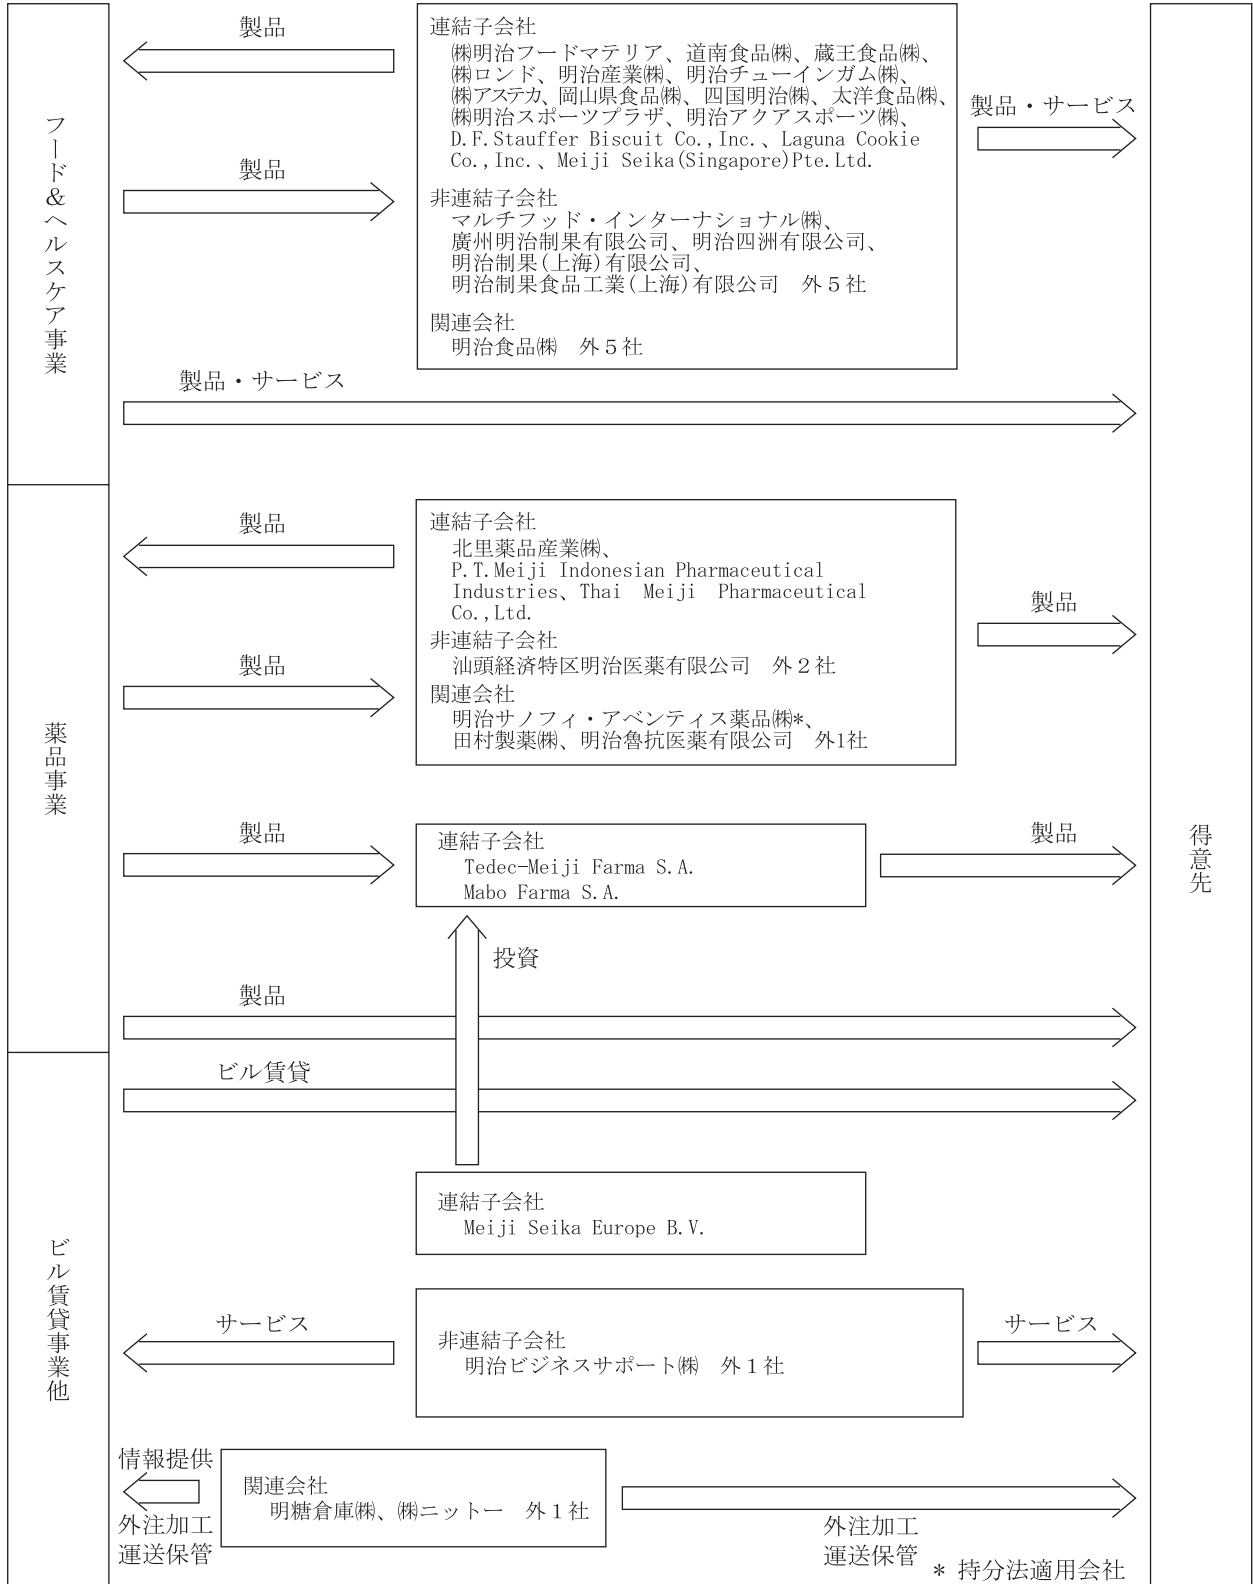 フード＆ヘルスケア事業
製品
製品
連結子会社
㈱明治フードマテリア、道南食品㈱、蔵王食品㈱、
㈱ロンド、明治産業㈱、明治チューインガム㈱、
㈱アステカ、岡山県食品㈱、四国明治㈱、太洋食品㈱、
㈱明治スポーツプラザ、明治アクアスポーツ㈱、
D.F.Stauffer Biscuit Co.,Inc.、Laguna Cookie
Co.,Inc.、Meiji Seika(Singapore)Pte.Ltd.
非連結子会社
マルチフッド・インターナショナル㈱、
廣州明治制果有限公司、明治四洲有限公司、
明治制果(上海)有限公司、
明治制果食品工業(上海)有限公司　外５社
関連会社
明治食品㈱　外５社
製品・サービス
製品・サービス
薬品事業
製品
製品
連結子会社
北里薬品産業㈱、
P.T.Meiji Indonesian Pharmaceutical
Industries、Thai Meiji Pharmaceutical
Co.,Ltd.
非連結子会社
汕頭経済特区明治医薬有限公司　外２社
関連会社
明治サノフィ・アベンティス薬品㈱*、
田村製薬㈱、明治魯抗医薬有限公司　外1社
製品
製品
連結子会社
Tedec-Meiji Farma S.A.
Mabo Farma S.A.
製品
投資
製品
ビル賃貸事業他
ビル賃貸
連結子会社
Meiji Seika Europe B.V.
サービス
非連結子会社
明治ビジネスサポート㈱　外１社
サービス
情報提供
外注加工
運送保管
関連会社
明糖倉庫㈱、㈱ニットー　外１社
外注加工
運送保管
得意先
* 持分法適用会社